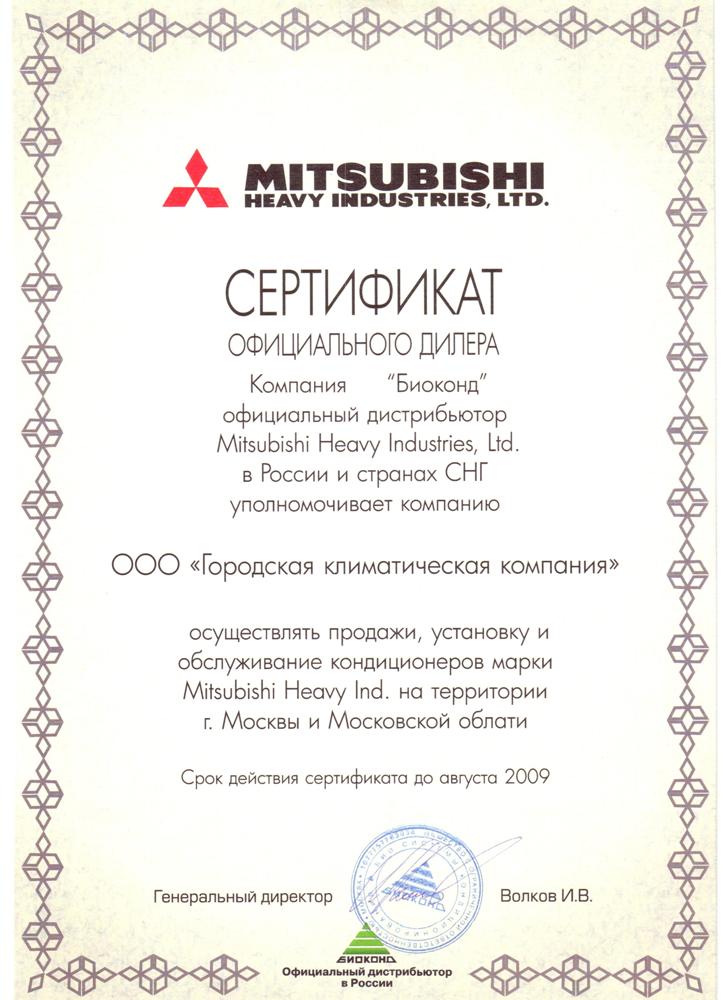 MITSUBISHI
HEAVY INDUSTRIES, LTD.
СЕРТИФИКАТ
ОФИЦИАЛЬНОГО ДИЛЕРА
Компания “Биоконд”
официальный дистрибьютор
Mitsubishi Heavy Industries, Ltd.
в России и странах СНГ
уполномочивает компанию
ООО «Городская климатическая компания»
осуществлять продажи, установку и
обслуживание кондиционеров марки
Mitsubishi Heavy Ind. на территории
г. Москвы и Московской облати
Срок действия сертификата до августа 2009
Генеральный директор Волков И.В.
БИОКОНД
БИОКОНД
Официальный дистрибьютор
в России